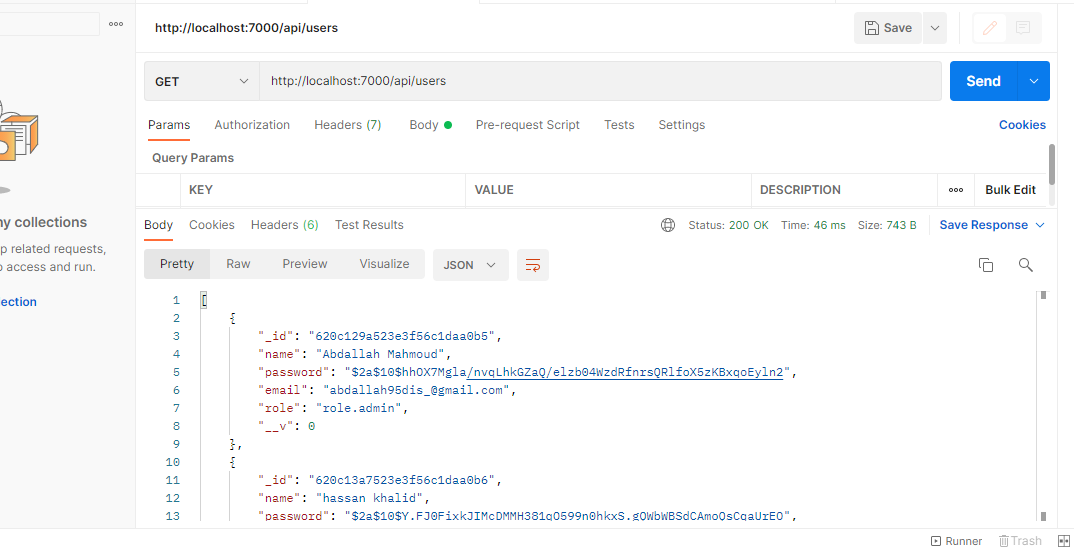 http://localhost:7000/api/users
Save
GET
http://localhost:7000/api/users
Send
Params Authorization Headers (7) Body Pre-request Script Tests Settings Cookies
Query Params
KEY VALUE DESCRIPTION ooo Bulk Edit
ny collections
p related requests,
o access and run.
ection
Body Cookies Headers (6) Test Results Status: 200 OK Time: 46 ms Size: 743 B Save Response
Pretty Raw Preview Visualize JSON
1 [
2 {
3 "_id": "620c129a523e3f56c1daa0b5",
4 "name": "Abdallah Mahmoud",
5 "password": "$2a$10$hhOX7Mgla/nvqLhkGZaQ/elzb04WzdRfnrsQRlfoX5zKBxqoEyln2",
6 "email": "abdallah95dis_@gmail.com",
7 "role": "role.admin",
8 "__v": 0
9 },
10 {
11 "_id": "620c13a7523e3f56c1daa0b6",
12 "name": "hassan khalid",
13 "password": "$2a$10$Y.FJ0FixkJIMcDMMH381qO599n0hkxS.gQWbWBSdCAmoQsCqaUrEO",
Runner Trash